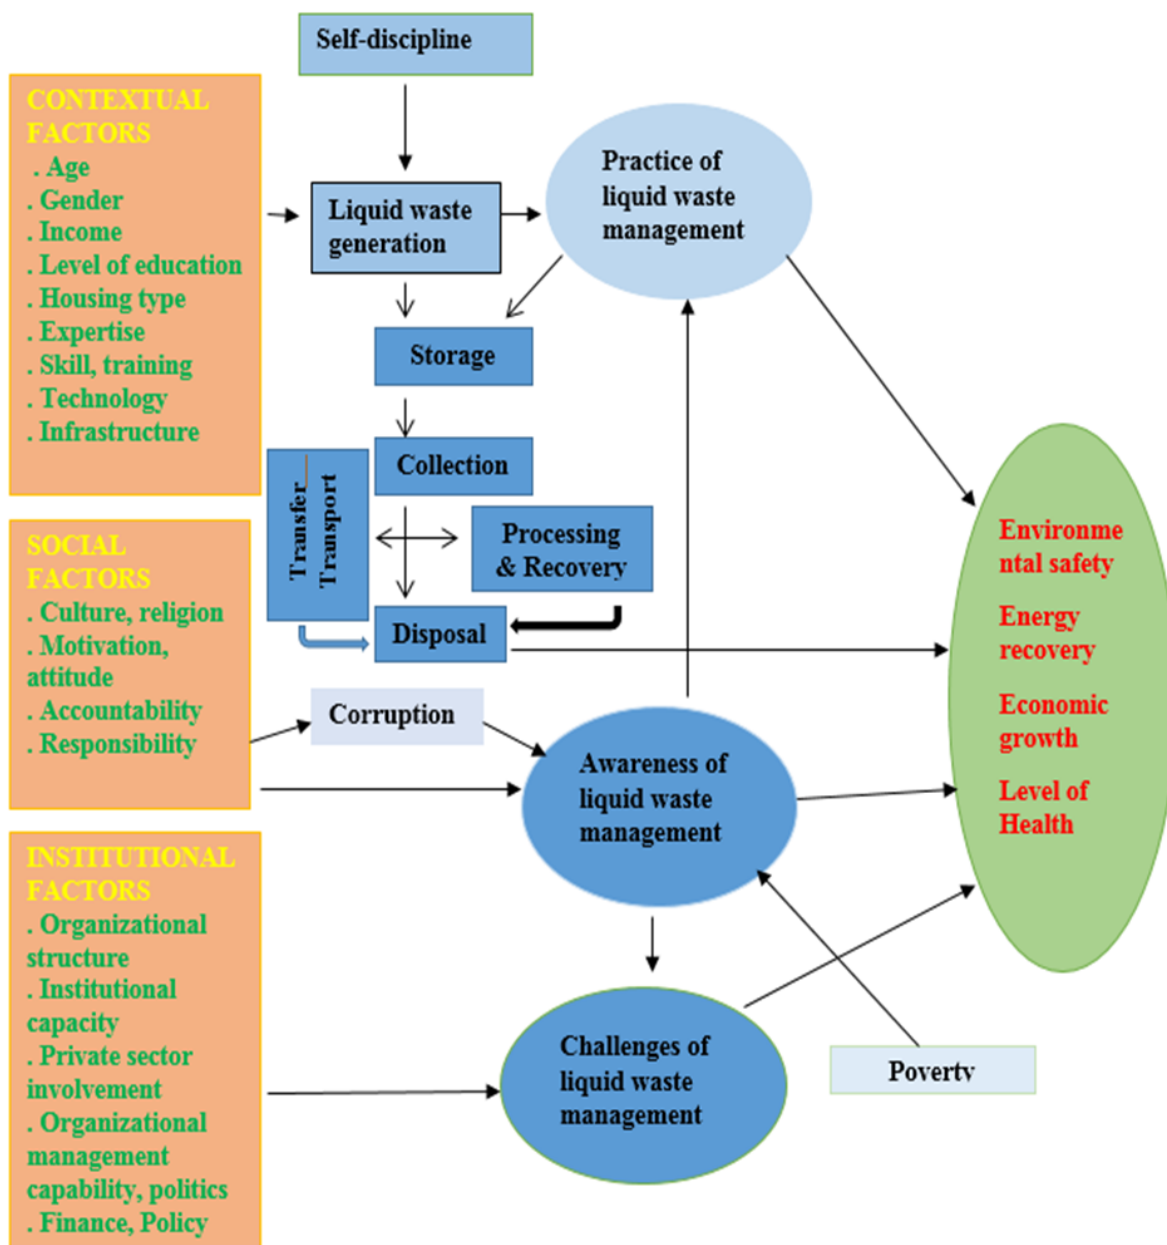 Self-discipline
CONTEXTUAL
FACTORS
. Age
. Gender
. Income
. Level of education
. Housing type
. Expertise
. Skill, training
. Technology
. Infrastructure
Liquid waste
generation
Practice of
liquid waste
management
Storage
Collection
Transfer
Transport
Processing
& Recovery
Disposal
SOCIAL
FACTORS
. Culture, religion
. Motivation,
attitude
. Accountability
. Responsibility
Corruption
Awareness of
liquid waste
management
Environme
ntal safety
Energy
recovery
Economic
growth
Level of
Health
INSTITUTIONAL
FACTORS
. Organizational
structure
. Institutional
capacity
. Private sector
involvement
. Organizational
management
capability, politics
. Finance, Policy
Challenges of
liquid waste
management
Poverty